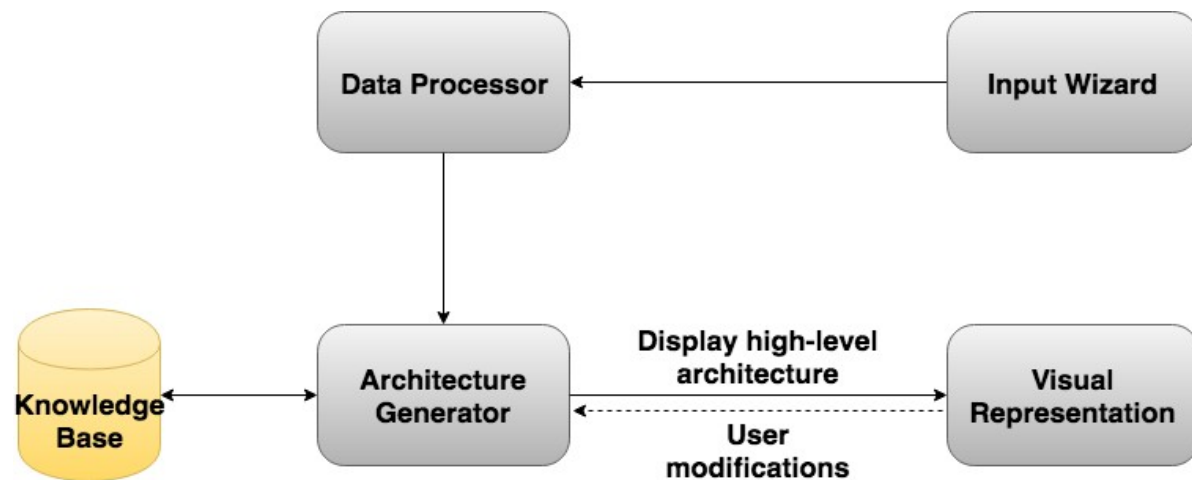 Data Processor
Input Wizard
Knowledge
Base
Architecture
Generator
Display high-level
architecture
User
modifications
Visual
Representation